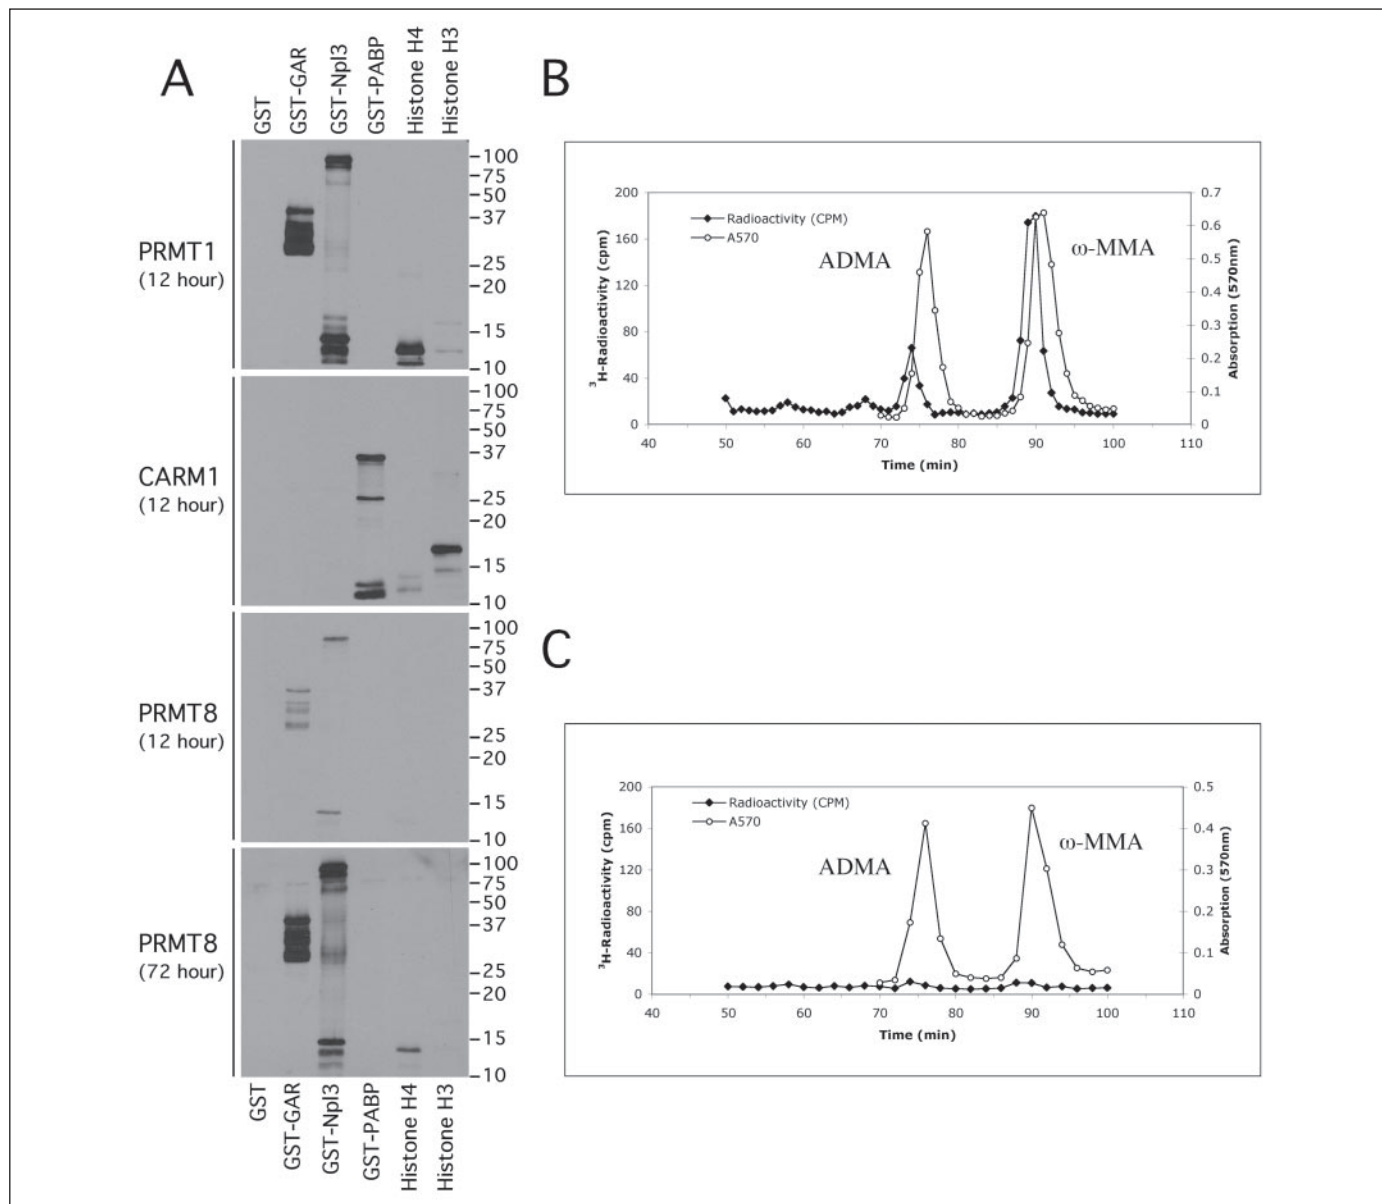 A
GST
GST-GAR
GST-Npl3
GST-PABP
Histone H4
Histone H3
PRMT1
(12 hour)
-100
-75
-50
-37
-25
-20
-15
-10
CARM1
(12 hour)
-100
-75
-50
-37
-25
-20
-15
-10
PRMT8
(12 hour)
-100
-75
-50
-37
-25
-20
-15
-10
PRMT8
(72 hour)
-100
-75
-50
-37
-25
-20
-15
-10
GST
GST-GAR
GST-Npl3
GST-PABP
Histone H4
Histone H3
B
³H-Radioactivity (cpm)
200
160
120
80
40
0
Radioactivity (CPM)
A570
ADMA
ω-MMA
0.7
0.6
0.5
0.4
0.3
0.2
0.1
0
Absorption (570nm)
40 50 60 70 80 90 100 110
Time (min)
C
³H-Radioactivity (cpm)
200
160
120
80
40
0
Radioactivity (CPM)
A570
ADMA
ω-MMA
0.5
0.4
0.3
0.2
0.1
0
Absorption (570nm)
40 50 60 70 80 90 100 110
Time (min)